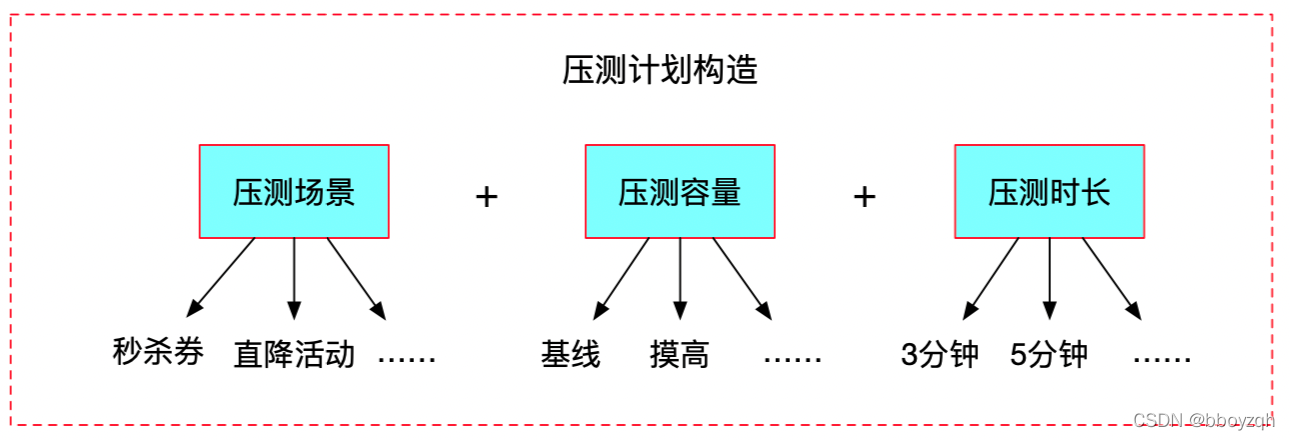 压测计划构造
压测场景 + 压测容量 + 压测时长
秒杀券 直降活动 …… 基线 摸高 …… 3分钟 5分钟 ……
CSDN @bboyzqh